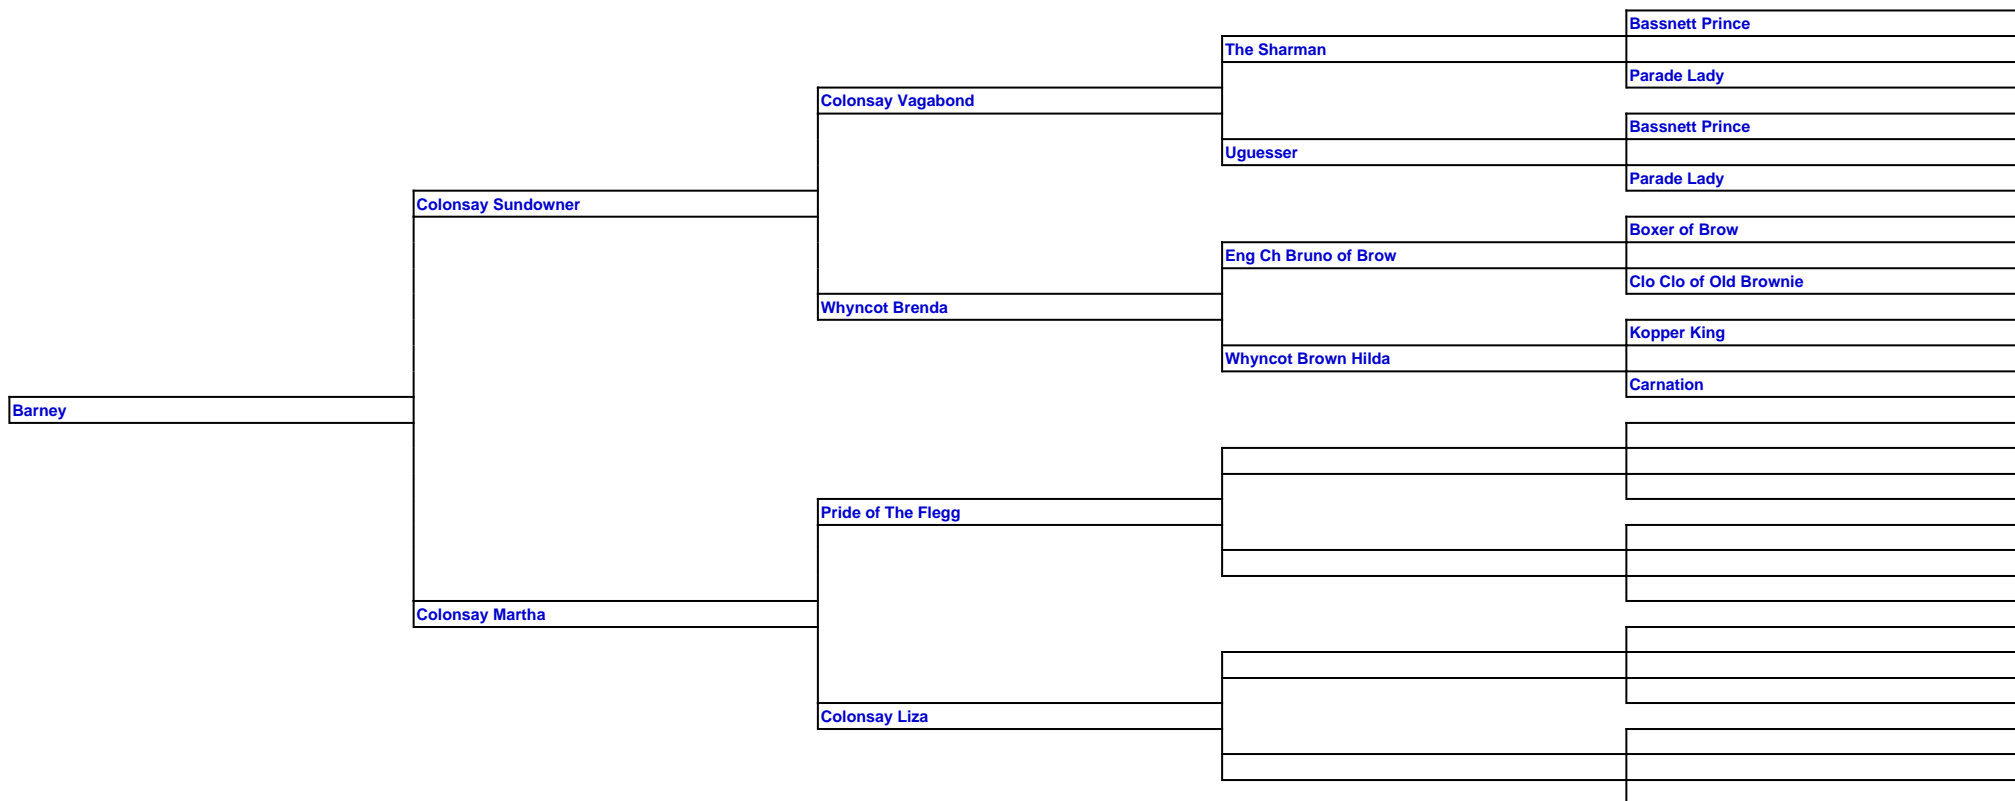 Bassnett Prince
The Sharman
Parade Lady
Colonsay Vagabond
Bassnett Prince
Uguesser
Parade Lady
Colonsay Sundowner
Boxer of Brow
Eng Ch Bruno of Brow
Clo Clo of Old Brownie
Whyncot Brenda
Kopper King
Whyncot Brown Hilda
Carnation
Barney
Pride of The Flegg
Colonsay Martha
Colonsay Liza